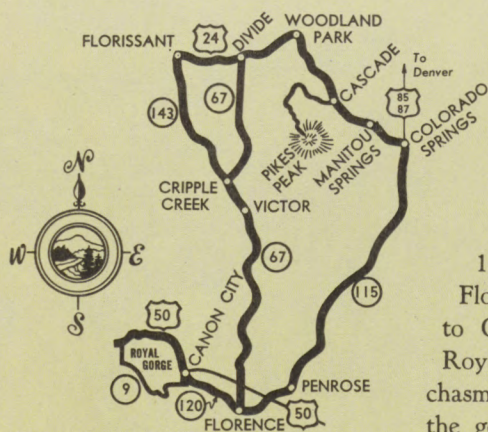 WOODLAND
PARK
FLORISSANT
24
DIVIDE
To
Denver
CASCADE
85
87
143
67
COLORADO
SPRINGS
MANITOU
SPRINGS
PIKES
PEAK
N
CRIPPLE
CREEK
VICTOR
W
E
67
S
115
50
CANON CITY
ROYAL
GORGE
9
120
PENROSE
50
FLORENCE
1
Flo
to C
Roy
chasm
the g